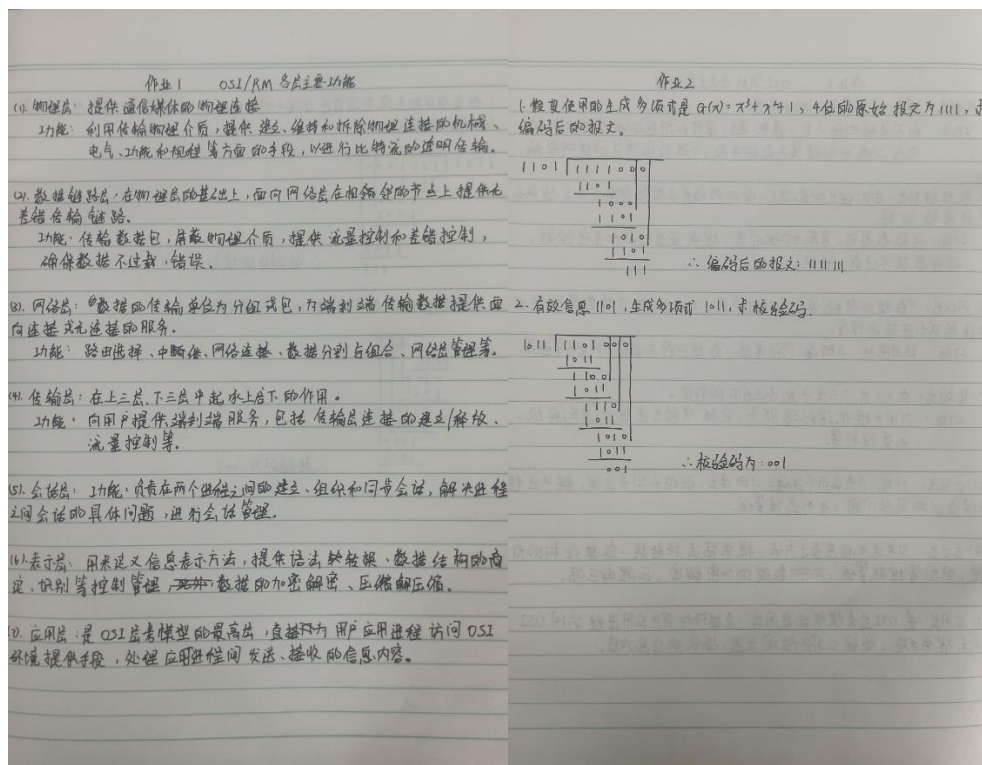 作业1 OSI/RM 各层主要功能
(1). 物理层: 提供通信媒体的物理连接
功能: 利用传输物理介质, 提供建立、维持和拆除物理连接的机械、
电气、功能和规程等方面的手段, 以进行比特流的透明传输。
(2). 数据链路层: 在物理层的基础上, 面向网络层在相邻的节点上提供无
差错传输链路。
功能: 传输数据包, 屏蔽物理介质, 提供流量控制和差错控制,
确保数据不过载、错误。
(3). 网络层: 数据的传输单位为分组或包, 为端到端传输数据提供面
向连接或无连接的服务。
功能: 路由选择、中断、网络连接、数据分割与组合、网络层管理等。
(4). 传输层: 在上三层、下三层中起承上启下的作用。
功能: 向用户提供端到端服务, 包括传输层连接的建立/释放、
流量控制等。
(5). 会话层: 功能: 负责在两个进程之间的建立、组织和同步会话, 解决进程
之间会话的具体问题, 进行会话管理。
(6). 表示层: 用来定义信息表示方法, 提供语法转换、数据结构的商
定、识别等控制管理, 数据的加密解密、压缩解压缩。
(7). 应用层: 是OSI层考模型的最高层, 直接为用户应用进程访问OSI
环境提供手段, 处理应用进程间发送、接收的信息内容。
作业2
1. 假定使用的生成多项式是 G(x)=x³+x²+1, 4位的原始报文为1111, 求
编码后的报文。
1101 1111000
1101
1000
1101
1010
1101
111
∴ 编码后的报文: 1111 111
2. 有效信息1101, 生成多项式1011, 求校验码.
1011 1101000
1011
1100
1011
1110
1011
1010
1011
001
∴ 校验码为: 001